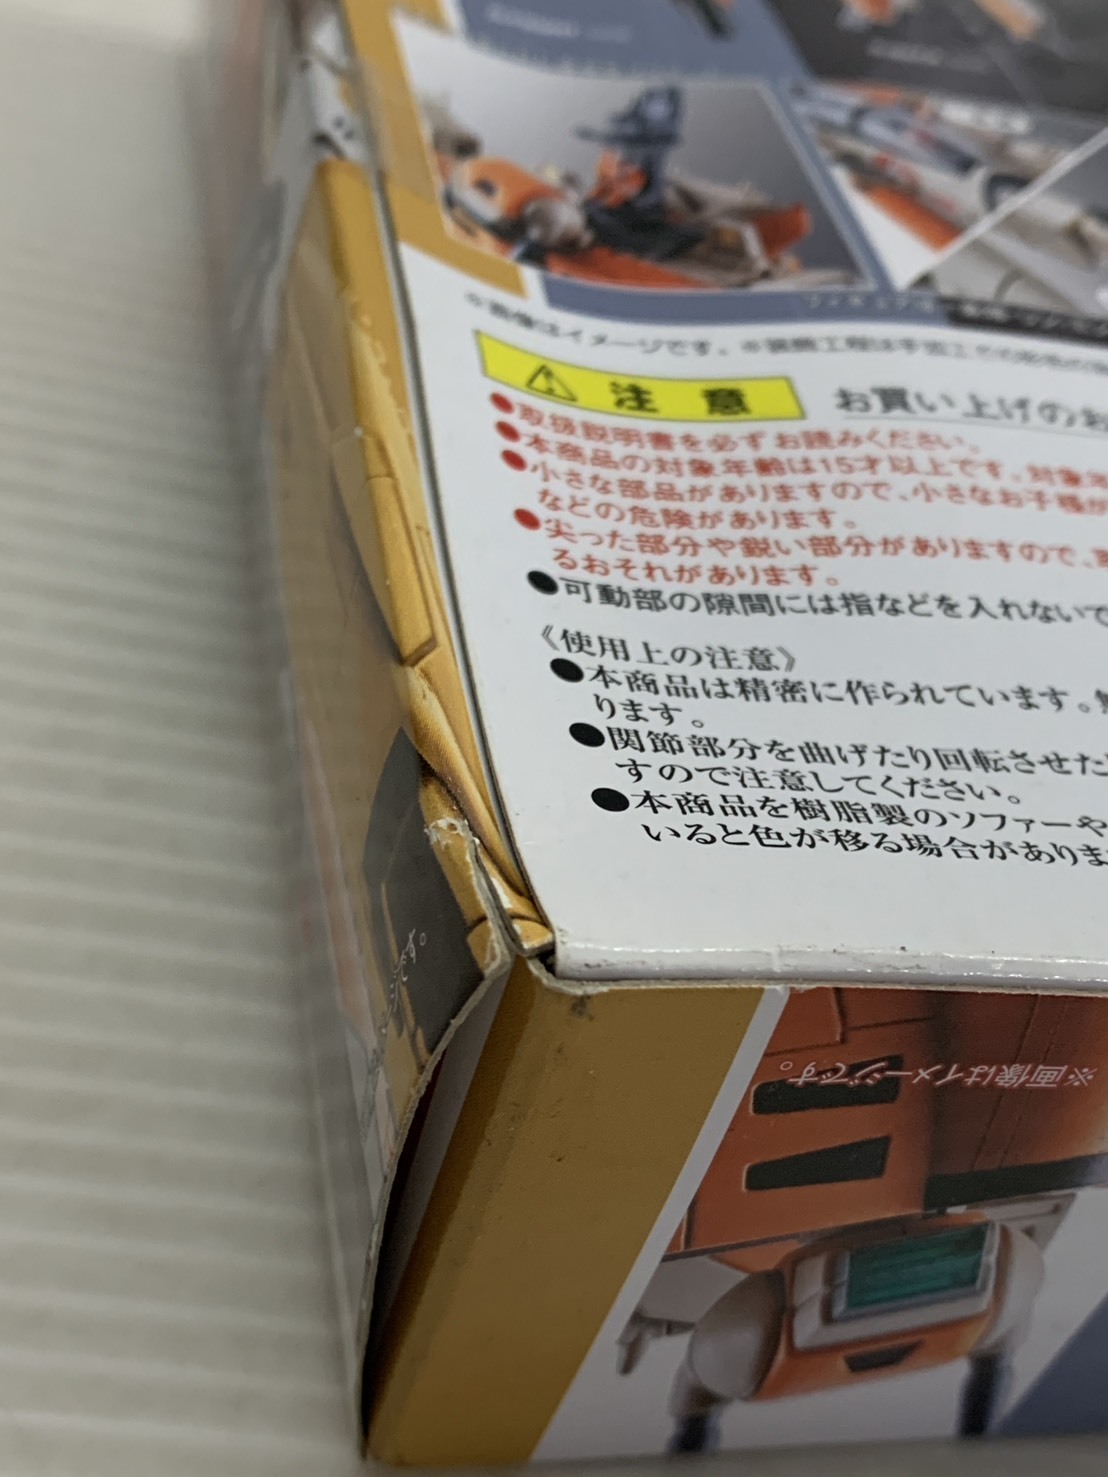 ※画像はイメージです。
⚠注意 お買い上げのお
●取扱説明書を必ずお読みください。
●本商品の対象年齢は15才以上です。対象年
●小さな部品がありますので、小さなお子様が
などの危険があります。
●尖った部分や鋭い部分がありますので、
るおそれがあります。
●可動部の隙間には指などを入れないで
《使用上の注意》
●本商品は精密に作られています。無
ります。
●関節部分を曲げたり回転させた
すので注意してください。
●本商品を樹脂製のソファーや
いると色が移る場合がありま
です。
※画像はイメージです。